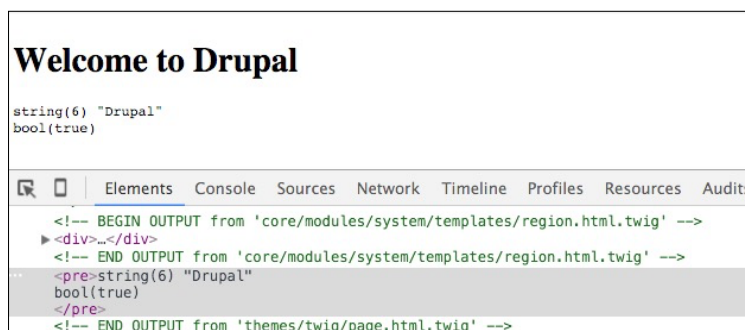 Welcome to Drupal
string(6) "Drupal"
bool(true)
Elements Console Sources Network Timeline Profiles Resources Audits
<!-- BEGIN OUTPUT from 'core/modules/system/templates/region.html.twig' -->
▶<div>…</div>
<!-- END OUTPUT from 'core/modules/system/templates/region.html.twig' -->
<pre>string(6) "Drupal"
bool(true)
</pre>
<!-- END OUTPUT from 'themes/twig/page.html.twig' -->